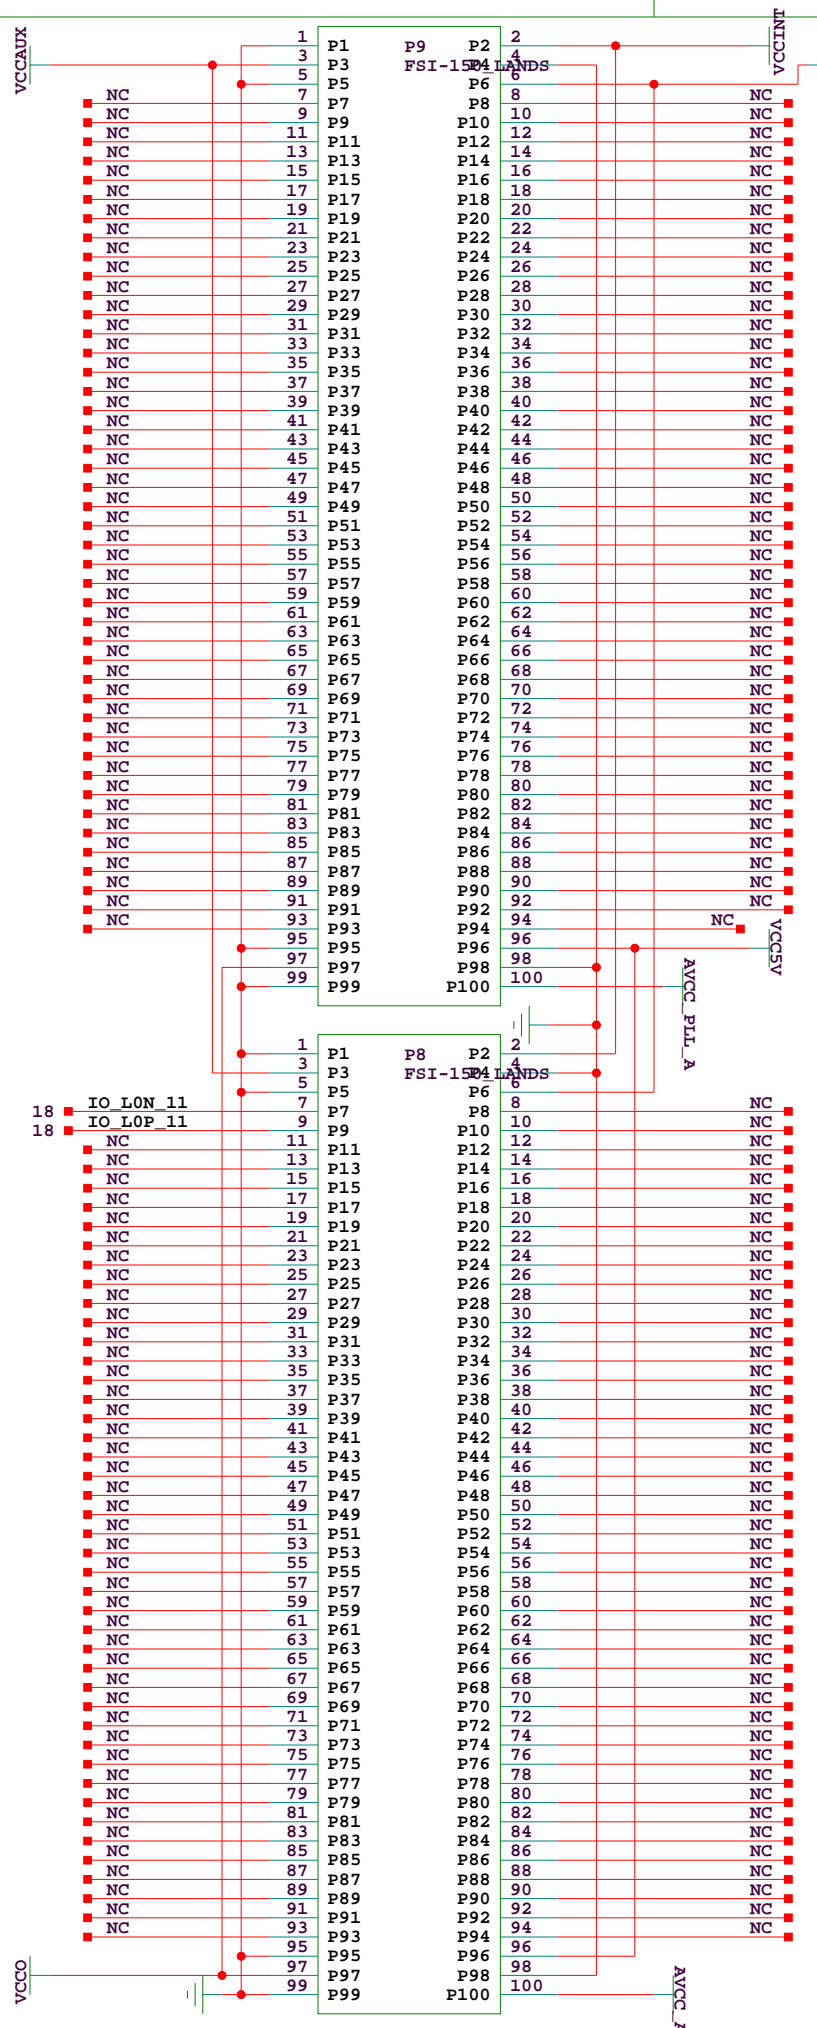 VCCAUX
VCCINT
1 P1 P9 P2 2
3 P3 FSI-150_LANDS P4 4
5 P5 P6 6
NC 7 P7 P8 8 NC
NC 9 P9 P10 10 NC
NC 11 P11 P12 12 NC
NC 13 P13 P14 14 NC
NC 15 P15 P16 16 NC
NC 17 P17 P18 18 NC
NC 19 P19 P20 20 NC
NC 21 P21 P22 22 NC
NC 23 P23 P24 24 NC
NC 25 P25 P26 26 NC
NC 27 P27 P28 28 NC
NC 29 P29 P30 30 NC
NC 31 P31 P32 32 NC
NC 33 P33 P34 34 NC
NC 35 P35 P36 36 NC
NC 37 P37 P38 38 NC
NC 39 P39 P40 40 NC
NC 41 P41 P42 42 NC
NC 43 P43 P44 44 NC
NC 45 P45 P46 46 NC
NC 47 P47 P48 48 NC
NC 49 P49 P50 50 NC
NC 51 P51 P52 52 NC
NC 53 P53 P54 54 NC
NC 55 P55 P56 56 NC
NC 57 P57 P58 58 NC
NC 59 P59 P60 60 NC
NC 61 P61 P62 62 NC
NC 63 P63 P64 64 NC
NC 65 P65 P66 66 NC
NC 67 P67 P68 68 NC
NC 69 P69 P70 70 NC
NC 71 P71 P72 72 NC
NC 73 P73 P74 74 NC
NC 75 P75 P76 76 NC
NC 77 P77 P78 78 NC
NC 79 P79 P80 80 NC
NC 81 P81 P82 82 NC
NC 83 P83 P84 84 NC
NC 85 P85 P86 86 NC
NC 87 P87 P88 88 NC
NC 89 P89 P90 90 NC
NC 91 P91 P92 92 NC
NC 93 P93 P94 94 NC
95 P95 P96 96 VCC5V
97 P97 P98 98
99 P99 P100 100 AVCC_PLL_A
1 P1 P8 P2 2
3 P3 FSI-150_LANDS P4 4
5 P5 P6 6
18 IO_L0N_11 7 P7 P8 8 NC
18 IO_L0P_11 9 P9 P10 10 NC
NC 11 P11 P12 12 NC
NC 13 P13 P14 14 NC
NC 15 P15 P16 16 NC
NC 17 P17 P18 18 NC
NC 19 P19 P20 20 NC
NC 21 P21 P22 22 NC
NC 23 P23 P24 24 NC
NC 25 P25 P26 26 NC
NC 27 P27 P28 28 NC
NC 29 P29 P30 30 NC
NC 31 P31 P32 32 NC
NC 33 P33 P34 34 NC
NC 35 P35 P36 36 NC
NC 37 P37 P38 38 NC
NC 39 P39 P40 40 NC
NC 41 P41 P42 42 NC
NC 43 P43 P44 44 NC
NC 45 P45 P46 46 NC
NC 47 P47 P48 48 NC
NC 49 P49 P50 50 NC
NC 51 P51 P52 52 NC
NC 53 P53 P54 54 NC
NC 55 P55 P56 56 NC
NC 57 P57 P58 58 NC
NC 59 P59 P60 60 NC
NC 61 P61 P62 62 NC
NC 63 P63 P64 64 NC
NC 65 P65 P66 66 NC
NC 67 P67 P68 68 NC
NC 69 P69 P70 70 NC
NC 71 P71 P72 72 NC
NC 73 P73 P74 74 NC
NC 75 P75 P76 76 NC
NC 77 P77 P78 78 NC
NC 79 P79 P80 80 NC
NC 81 P81 P82 82 NC
NC 83 P83 P84 84 NC
NC 85 P85 P86 86 NC
NC 87 P87 P88 88 NC
NC 89 P89 P90 90 NC
NC 91 P91 P92 92 NC
NC 93 P93 P94 94 NC
95 P95 P96 96
VCCO 97 P97 P98 98
99 P99 P100 100